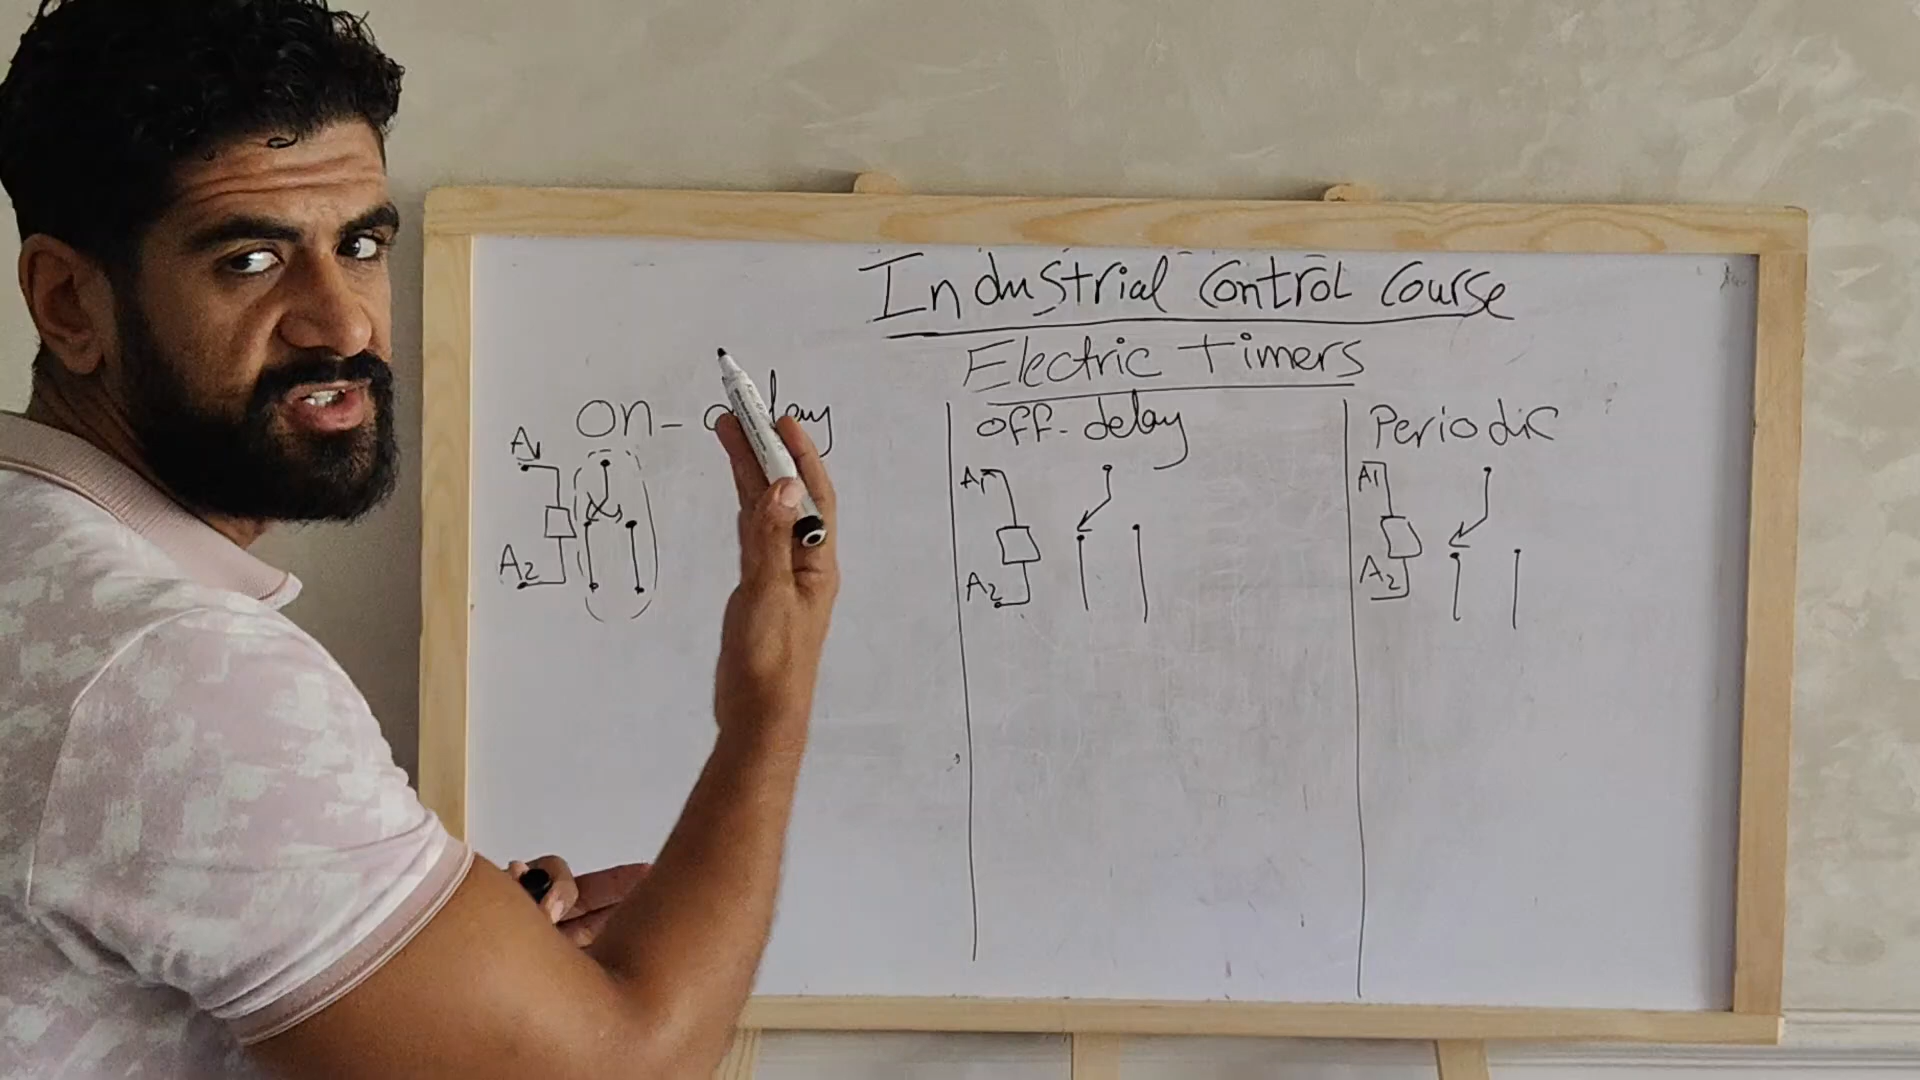 Industrial Control Course
Electric timers
on-delay
A1
A2
off-delay
A1
A2
Periodic
A1
A2